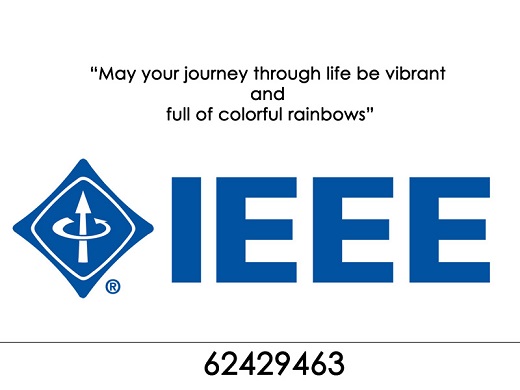 “May your journey through life be vibrant
and
full of colorful rainbows”
IEEE
®
62429463